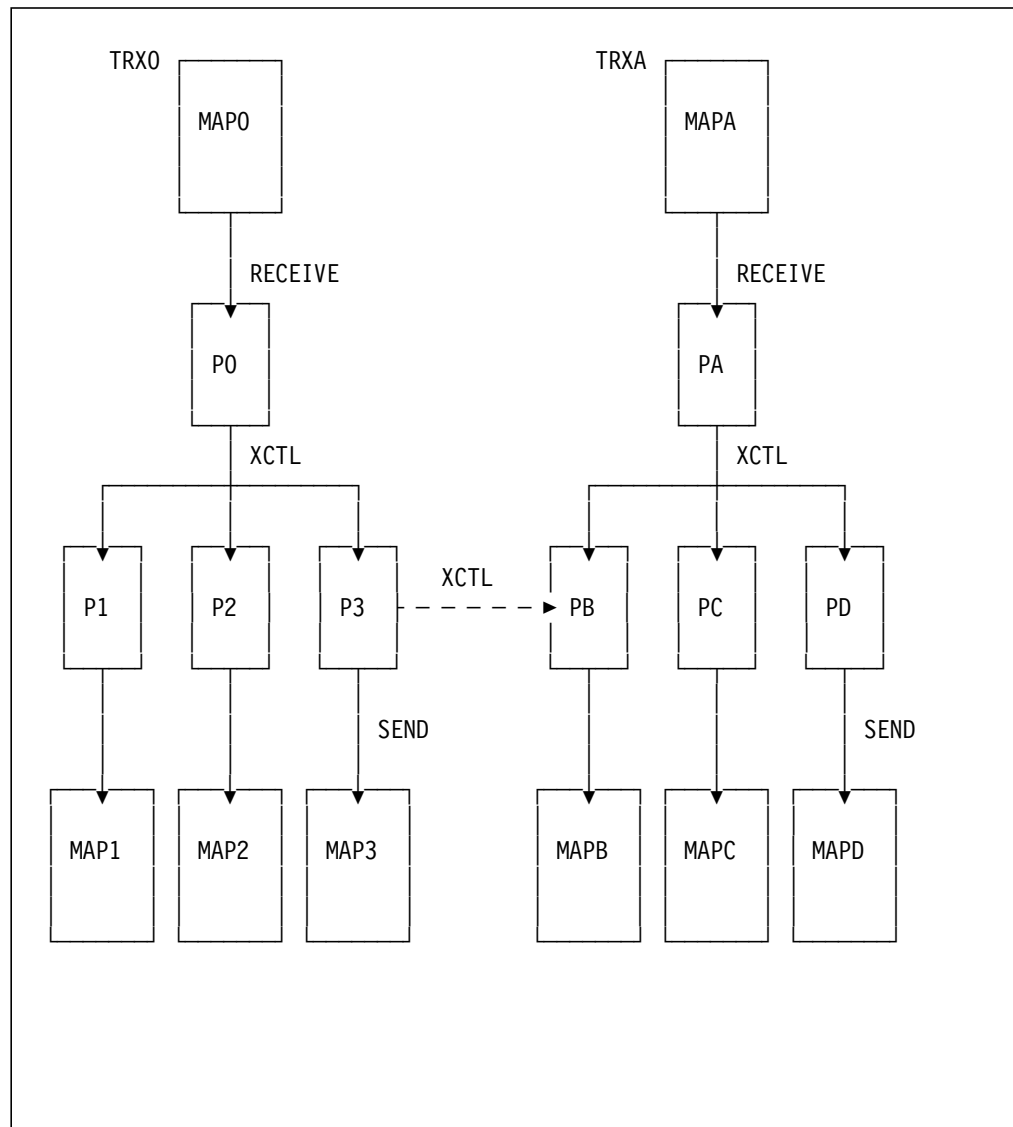 TRX0 TRXA
MAP0 MAPA
RECEIVE RECEIVE
P0 PA
XCTL XCTL
P1 P2 P3 XCTL PB PC PD
SEND SEND
MAP1 MAP2 MAP3 MAPB MAPC MAPD